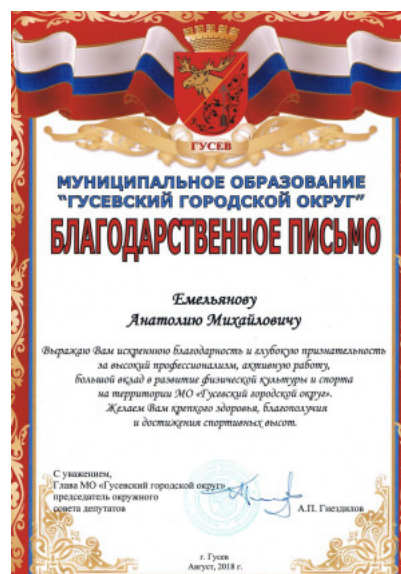 ГУСЕВ
МУНИЦИПАЛЬНОЕ ОБРАЗОВАНИЕ
"ГУСЕВСКИЙ ГОРОДСКОЙ ОКРУГ"
БЛАГОДАРСТВЕННОЕ ПИСЬМО
Емельянову
Анатолию Михайловичу
Выражаю Вам искреннюю благодарность и глубокую признательность
за высокий профессионализм, активную работу,
большой вклад в развитие физической культуры и спорта
на территории МО «Гусевский городской округ».
Желаем Вам крепкого здоровья, благополучия
и достижения спортивных высот.
С уважением,
Глава МО «Гусевский городской округ»,
председатель окружного
совета депутатов
А.П. Гнездилов
г. Гусев
Август, 2018 г.